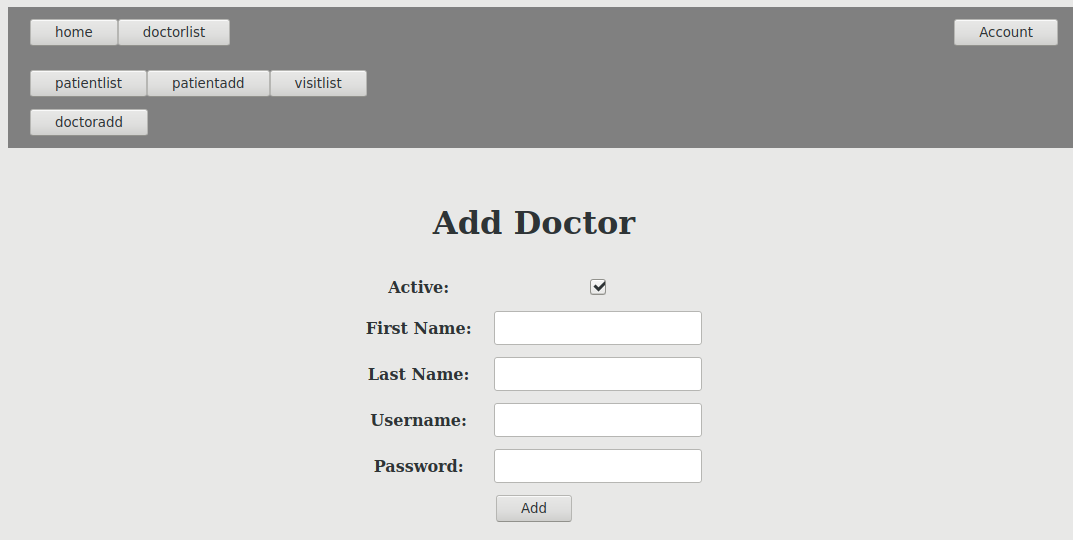 home doctorlist Account
patientlist patientadd visitlist
doctoradd
Add Doctor
Active:
First Name:
Last Name:
Username:
Password:
Add